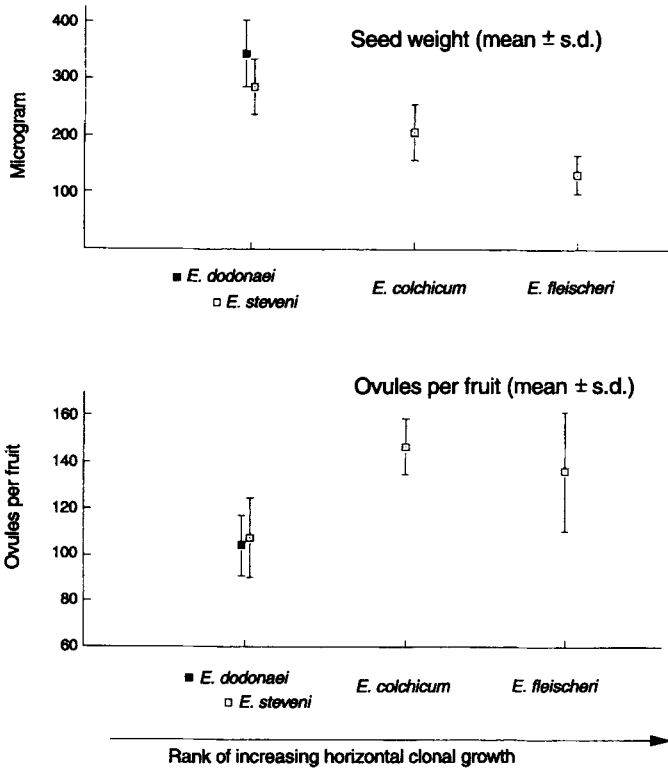 Seed weight (mean ± s.d.)
Microgram
400
300
200
100
E. dodonaei
E. steveni
E. colchicum
E. fleischeri
Ovules per fruit (mean ± s.d.)
Ovules per fruit
160
140
120
100
80
60
E. dodonaei
E. steveni
E. colchicum
E. fleischeri
Rank of increasing horizontal clonal growth